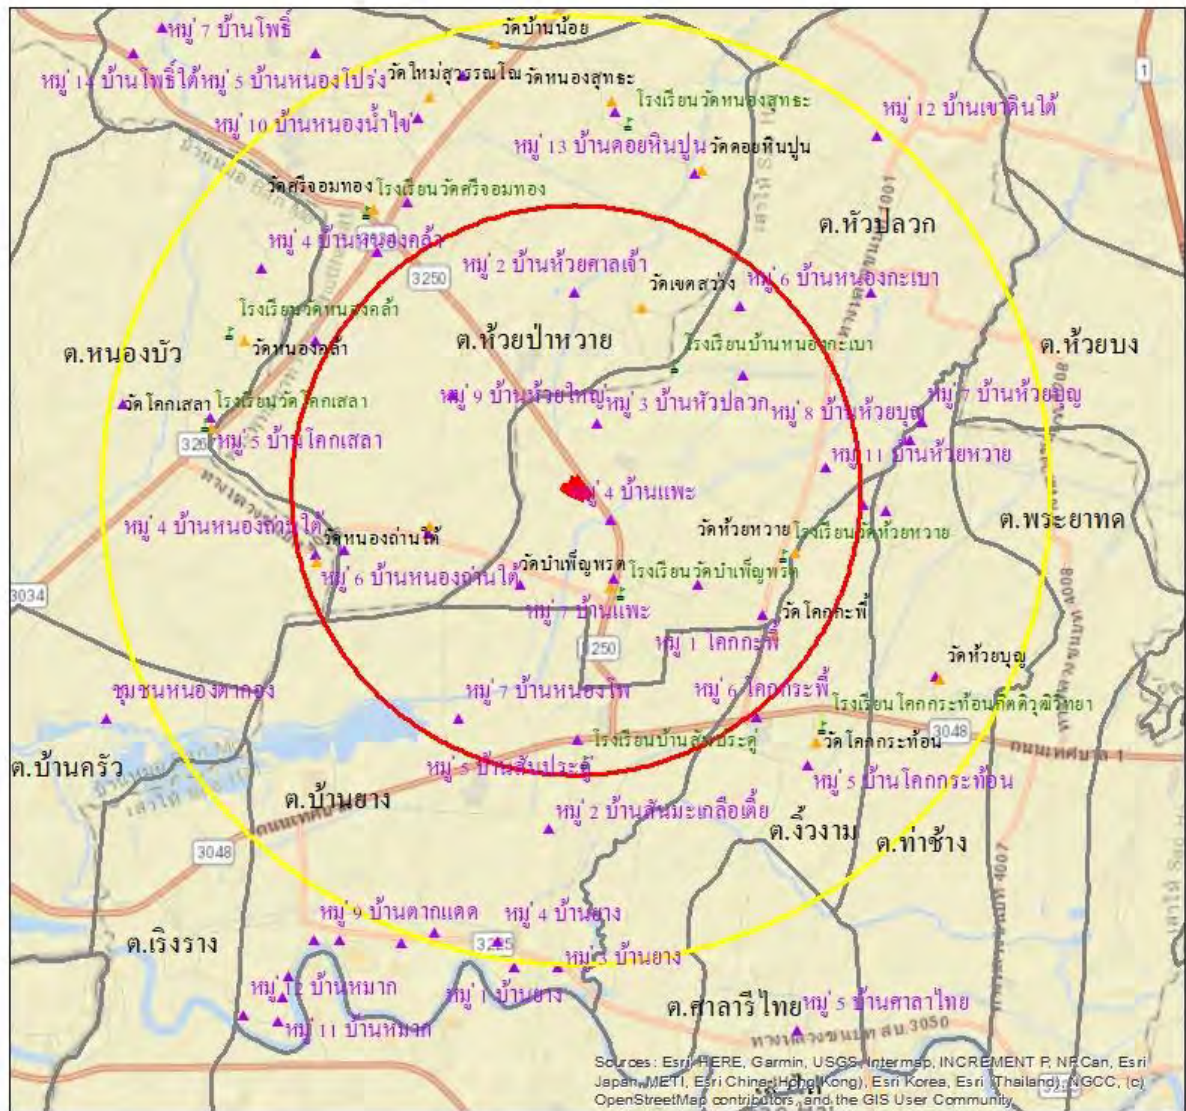 หมู่ 7 บ้านโพธิ์
วัดบ้านน้อย
1
3250
หมู่ 14 บ้านโพธิ์ใต้
หมู่ 5 บ้านหนองโปร่ง
วัดหนองสุทธะ
โรงเรียนวัดหนองสุทธะ
หมู่ 12 บ้านเขาดินใต้
หมู่ 10 บ้านหนองน้ำไข่
หมู่ 13 บ้านดอยหินปูน
วัดดอยหินปูน
วัดศรีจอมทอง
โรงเรียนวัดศรีจอมทอง
ต.หัวปลวก
หมู่ 4 บ้านหนองคล้า
หมู่ 2 บ้านห้วยศาลเจ้า
3250
หมู่ 6 บ้านหนองกะเบา
วัดเขตสว่าง
โรงเรียนวัดหนองคล้า
ต.ห้วยป่าหวาย
โรงเรียนบ้านหนองกะเบา
ต.ห้วยบง
ต.หนองบัว
วัดหนองคล้า
หมู่ 9 บ้านห้วยใหญ่
หมู่ 3 บ้านหัวปลวก
หมู่ 7 บ้านห้วยบุญ
วัดโคกเสลา
โรงเรียนวัดโคกเสลา
หมู่ 8 บ้านห้วยบุญ
หมู่ 5 บ้านโคกเสลา
หมู่ 11 บ้านห้วยหวาย
หมู่ 4 บ้านแพะ
ต.พระยาทด
หมู่ 4 บ้านหนองถ่านใต้
วัดหนองถ่านใต้
วัดห้วยหวาย
โรงเรียนวัดห้วยหวาย
หมู่ 6 บ้านหนองถ่านใต้
วัดบำเพ็ญพรต
โรงเรียนวัดบำเพ็ญพรต
3034
หมู่ 7 บ้านแพะ
วัดโคกกะพี้
หมู่ 1 โคกกะพี้
3250
วัดห้วยบุญ
ชุมชนหนองตากอง
หมู่ 7 บ้านหนองไผ่
หมู่ 6 โคกกระพี้
โรงเรียนโคกกระท้อนกิตติวุฒิวิทยา
3048
โรงเรียนบ้านสันประดู่
วัดโคกกระท้อน
ถนนเทศบาล 1
ต.บ้านครัว
หมู่ 5 บ้านสันประดู่
หมู่ 5 บ้านโคกกระท้อน
ต.บ้านยาง
หมู่ 2 บ้านสันมะเกลือเตี้ย
ต.งิ้วงาม
ต.ท่าช้าง
3048
หมู่ 9 บ้านตากแดด
หมู่ 4 บ้านยาง
ต.เริงราง
3225
หมู่ 3 บ้านยาง
หมู่ 12 บ้านหมาก
หมู่ 1 บ้านยาง
ต.ศาลารีไทย
หมู่ 5 บ้านศาลาไทย
หมู่ 11 บ้านหมาก
ทางหลวงชนบท สบ.3050
Sources: Esri, HERE, Garmin, USGS, Intermap, INCREMENT P, NRCan, Esri
Japan, METI, Esri China (Hong Kong), Esri Korea, Esri (Thailand), NGCC, (c)
OpenStreetMap contributors, and the GIS User Community